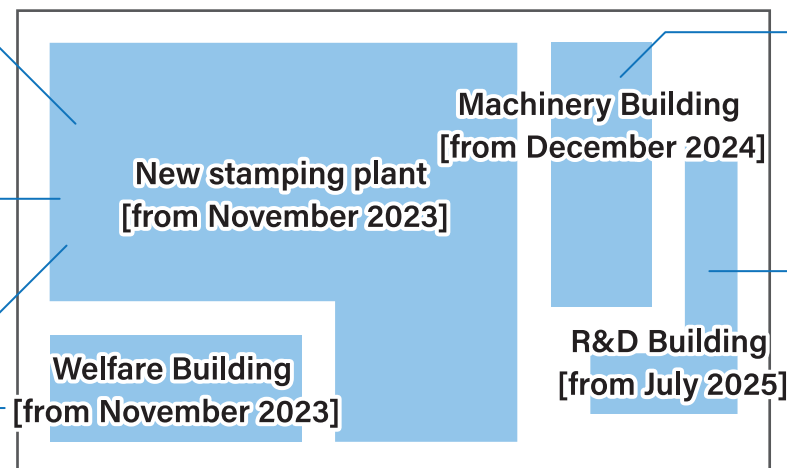 Machinery Building
[from December 2024]
New stamping plant
[from November 2023]
R&D Building
[from July 2025]
Welfare Building
[from November 2023]